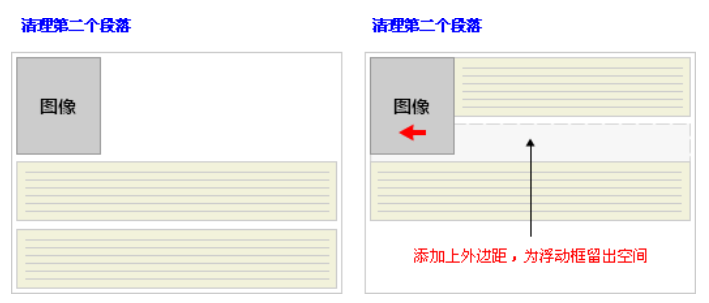 清理第二个段落
清理第二个段落
图像
图像
添加上外边距，为浮动框留出空间